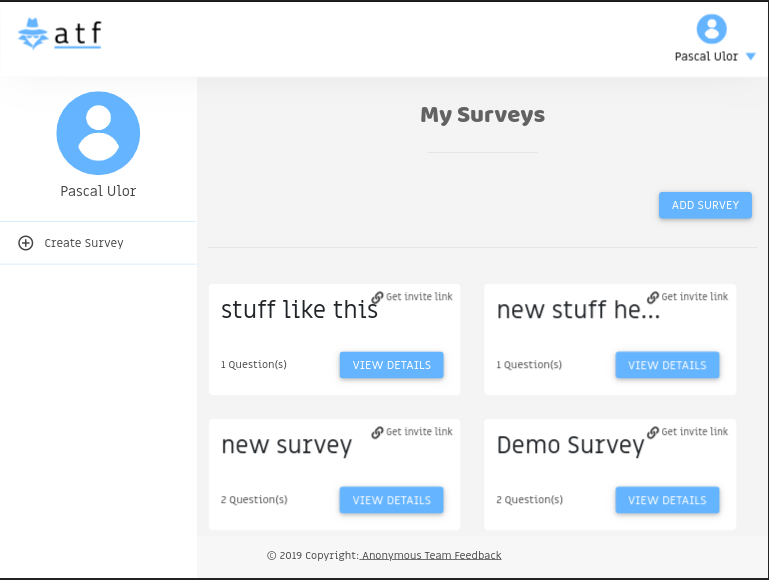 atf
Pascal Ulor
Pascal Ulor
Create Survey
My Surveys
ADD SURVEY
Get invite link
stuff like this
1 Question(s)
VIEW DETAILS
Get invite link
new stuff he...
1 Question(s)
VIEW DETAILS
Get invite link
new survey
2 Question(s)
VIEW DETAILS
Get invite link
Demo Survey
2 Question(s)
VIEW DETAILS
© 2019 Copyright: Anonymous Team Feedback